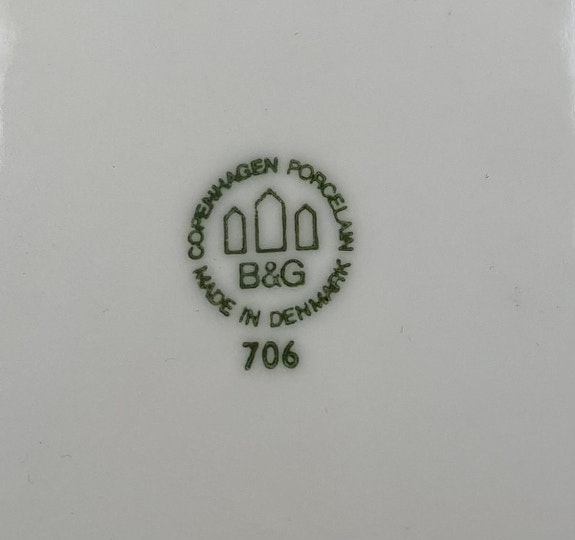 COPENHAGEN PORCELAIN
B&G
MADE IN DENMARK
706